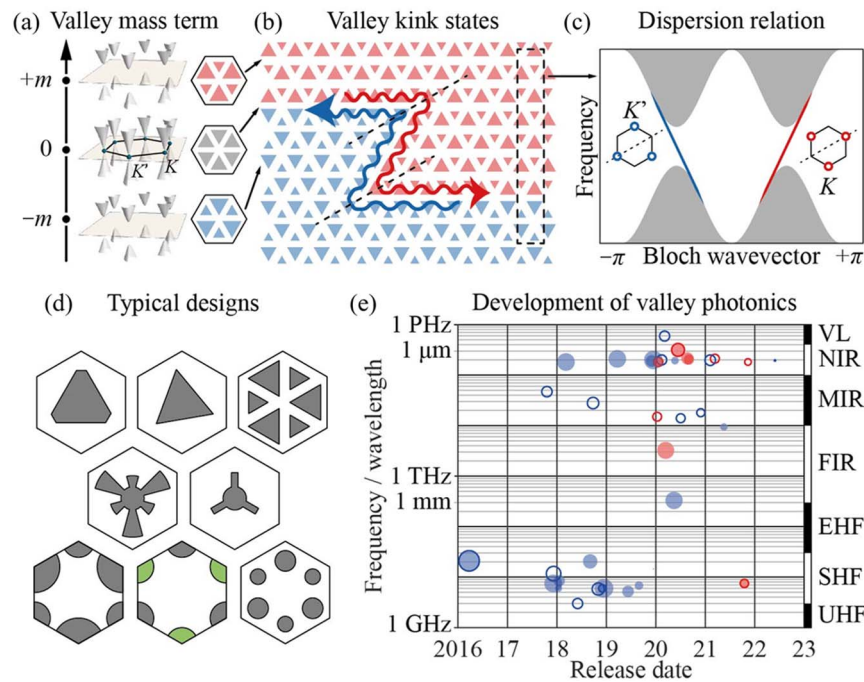 (a) Valley mass term
+m
0
−m
K'
K
(b) Valley kink states
(c) Dispersion relation
Frequency
K'
K
−π Bloch wavevector +π
(d) Typical designs
(e) Development of valley photonics
Frequency / wavelength
1 PHz
1 μm
1 THz
1 mm
1 GHz
VL
NIR
MIR
FIR
EHF
SHF
UHF
2016 17 18 19 20 21 22 23
Release date